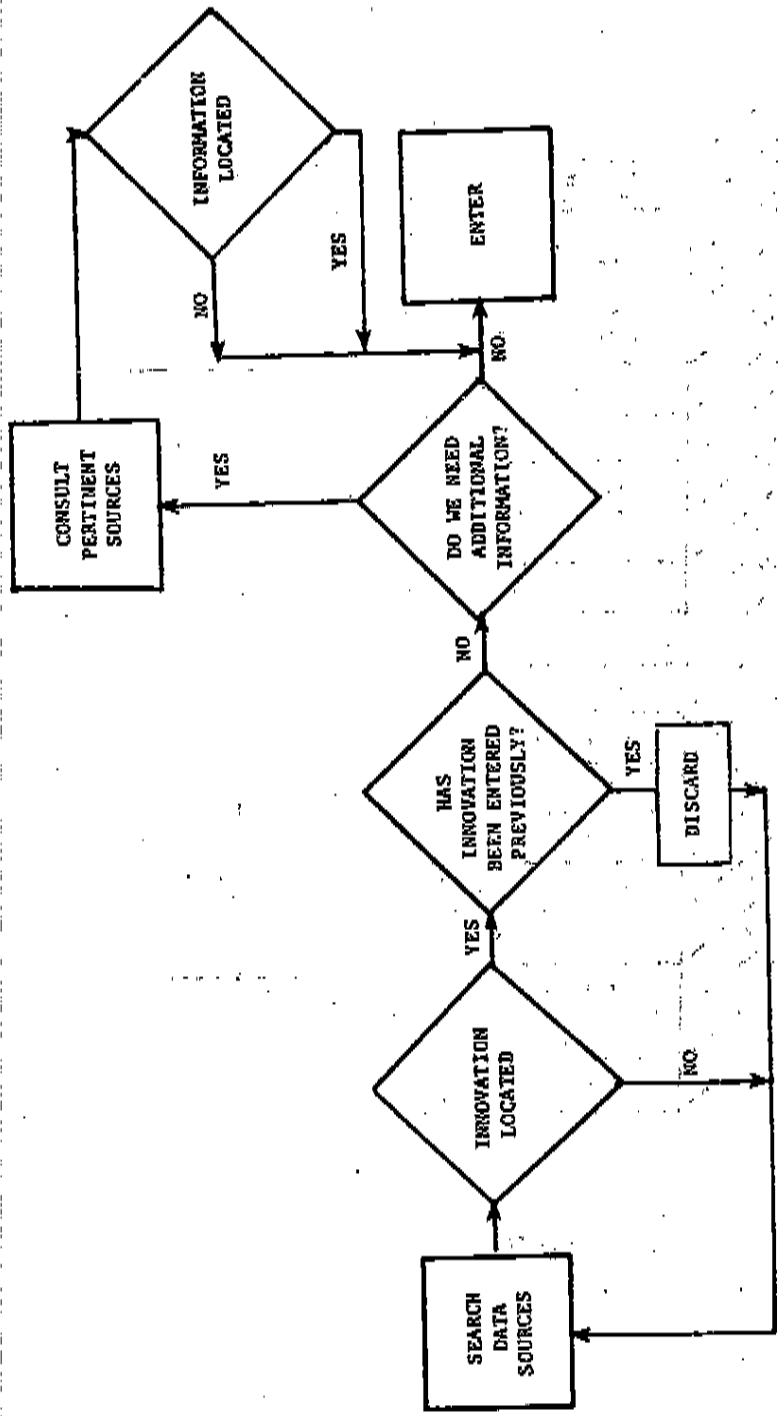 SEARCH
DATA
SOURCES
INNOVATION
LOCATED
YES
NO
HAS
INNOVATION
BEEN ENTERED
PREVIOUSLY?
YES
DISCARD
NO
DO WE NEED
ADDITIONAL
INFORMATION?
YES
CONSULT
PERTINENT
SOURCES
INFORMATION
LOCATED
NO
YES
NO
ENTER